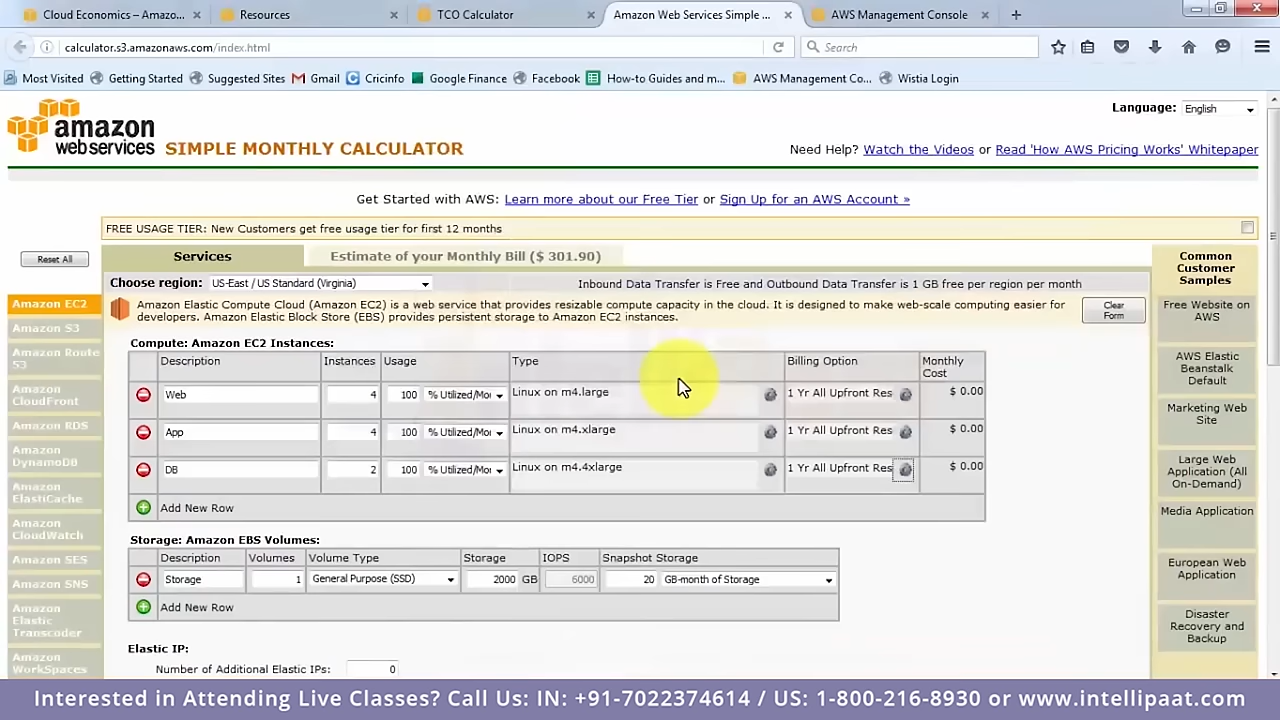 Cloud Economics – Amazo...
Resources
TCO Calculator
Amazon Web Services Simple ...
AWS Management Console
calculator.s3.amazonaws.com/index.html
Search
Most Visited
Getting Started
Suggested Sites
Gmail
Cricinfo
Google Finance
Facebook
How-to Guides and m...
AWS Management Co...
Wistia Login
Language: English
amazon
web services
SIMPLE MONTHLY CALCULATOR
Need Help? Watch the Videos or Read 'How AWS Pricing Works' Whitepaper
Get Started with AWS: Learn more about our Free Tier or Sign Up for an AWS Account »
FREE USAGE TIER: New Customers get free usage tier for first 12 months
Reset All
Services
Estimate of your Monthly Bill ($ 301.90)
Choose region: US-East / US Standard (Virginia)
Inbound Data Transfer is Free and Outbound Data Transfer is 1 GB free per region per month
Amazon Elastic Compute Cloud (Amazon EC2) is a web service that provides resizable compute capacity in the cloud. It is designed to make web-scale computing easier for
developers. Amazon Elastic Block Store (EBS) provides persistent storage to Amazon EC2 instances.
Clear
Form
Amazon EC2
Amazon S3
Amazon Route
53
Amazon
CloudFront
Amazon RDS
Amazon
DynamoDB
Amazon
ElastiCache
Amazon
CloudWatch
Amazon SES
Amazon SNS
Amazon
Elastic
Transcoder
Amazon
WorkSpaces
Compute: Amazon EC2 Instances:
Description Instances Usage Type Billing Option Monthly
Cost
Web 4 100 % Utilized/Mo Linux on m4.large 1 Yr All Upfront Res $ 0.00
App 4 100 % Utilized/Mo Linux on m4.xlarge 1 Yr All Upfront Res $ 0.00
DB 2 100 % Utilized/Mo Linux on m4.4xlarge 1 Yr All Upfront Res $ 0.00
Add New Row
Storage: Amazon EBS Volumes:
Description Volumes Volume Type Storage IOPS Snapshot Storage
Storage 1 General Purpose (SSD) 2000 GB 6000 20 GB-month of Storage
Add New Row
Elastic IP:
Number of Additional Elastic IPs: 0
Common
Customer
Samples
Free Website on
AWS
AWS Elastic
Beanstalk
Default
Marketing Web
Site
Large Web
Application (All
On-Demand)
Media Application
European Web
Application
Disaster
Recovery and
Backup
Interested in Attending Live Classes? Call Us: IN: +91-7022374614 / US: 1-800-216-8930 or www.intellipaat.com